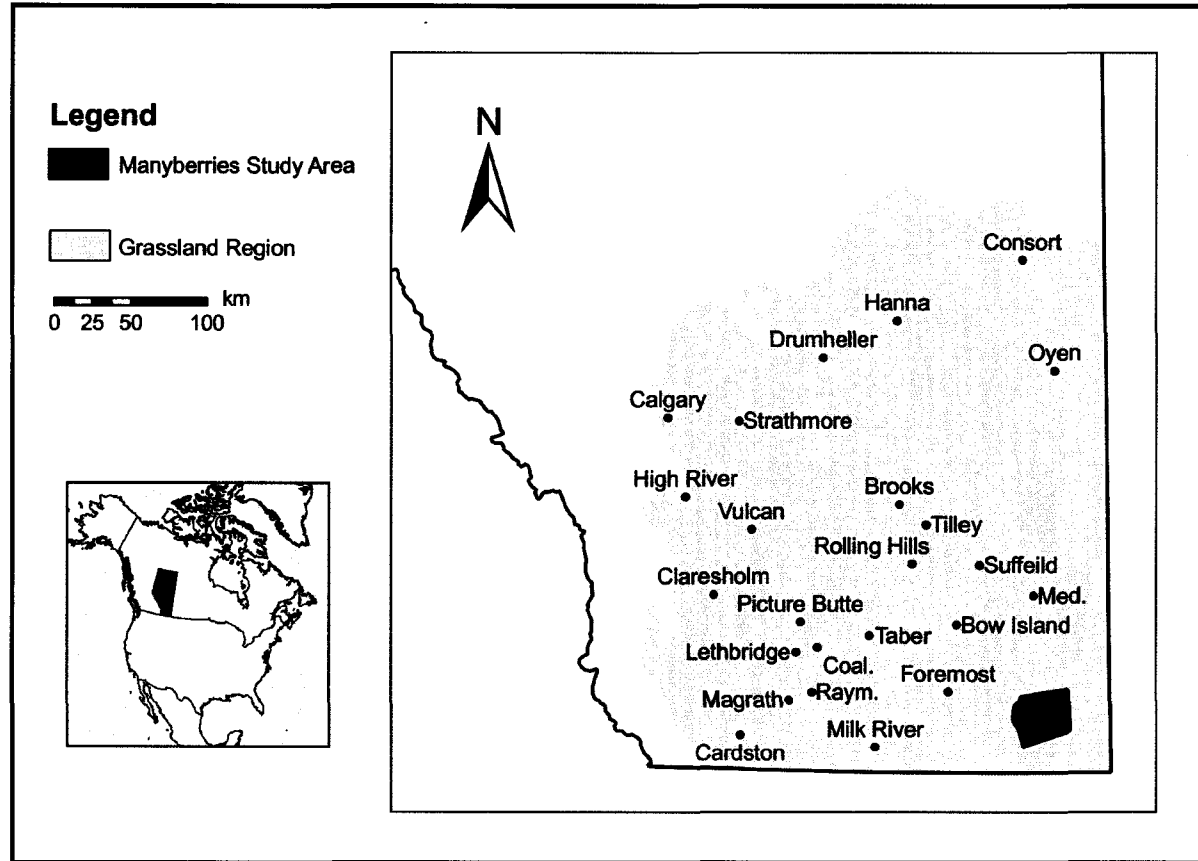 Legend
Manyberries Study Area
Grassland Region
km
0 25 50 100
N
Consort
Hanna
Drumheller
Oyen
Calgary
Strathmore
High River
Brooks
Vulcan
Tilley
Rolling Hills
Suffeild
Claresholm
Med.
Picture Butte
Bow Island
Taber
Lethbridge
Coal.
Foremost
Raym.
Magrath
Milk River
Cardston